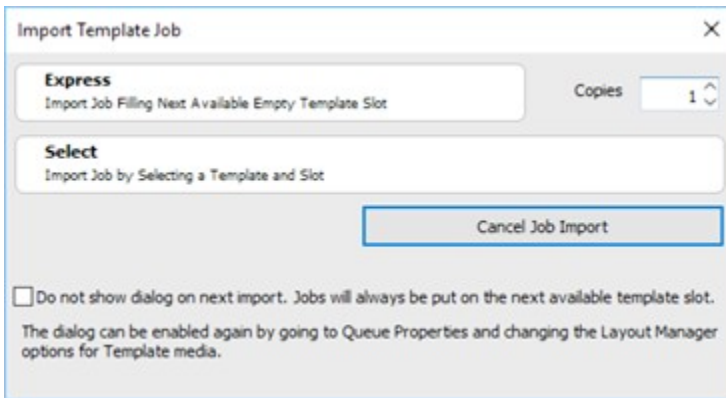 Import Template Job
Express
Import Job Filling Next Available Empty Template Slot
Copies
1
Select
Import Job by Selecting a Template and Slot
Cancel Job Import
Do not show dialog on next import. Jobs will always be put on the next available template slot.
The dialog can be enabled again by going to Queue Properties and changing the Layout Manager
options for Template media.